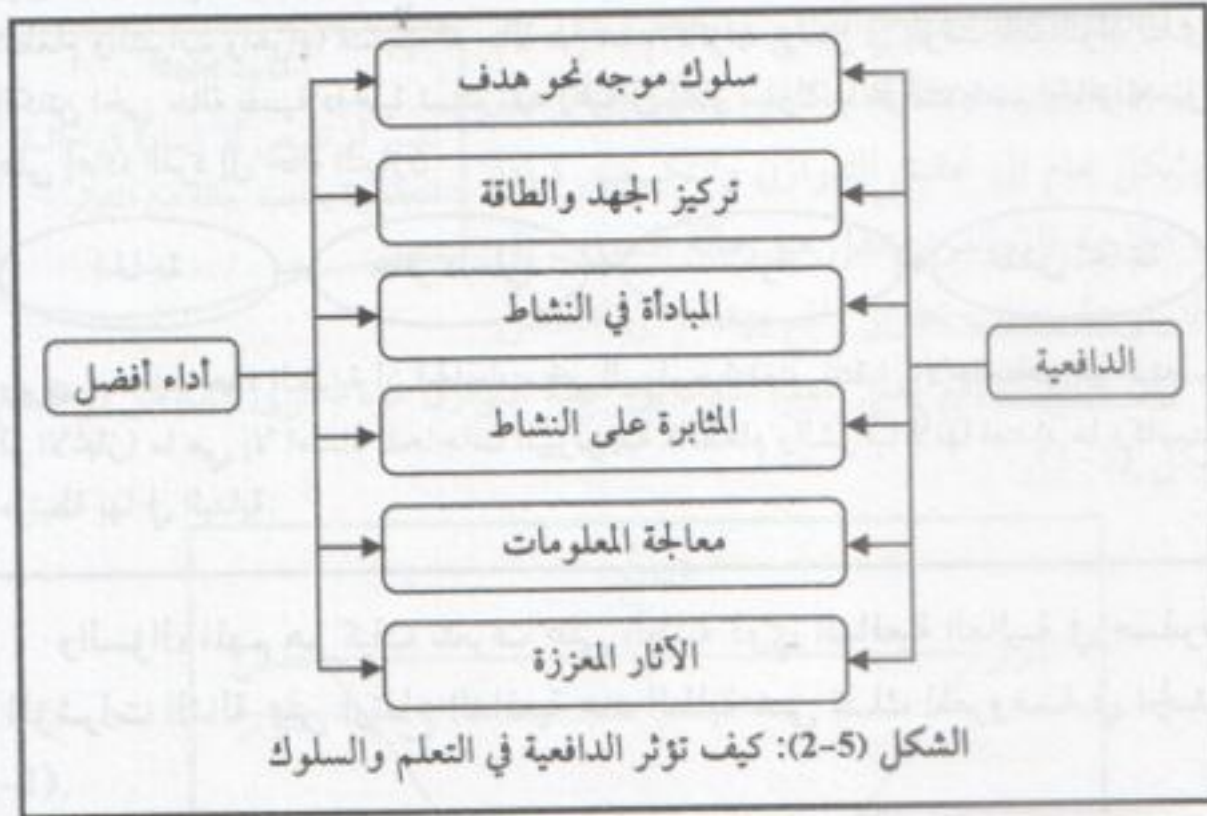 سلوك موجه نحو هدف
تركيز الجهد والطاقة
المبادأة في النشاط
الدافعية
أداء أفضل
المثابرة على النشاط
معالجة المعلومات
الآثار المعززة
الشكل (5-2): كيف تؤثر الدافعية في التعلم والسلوك